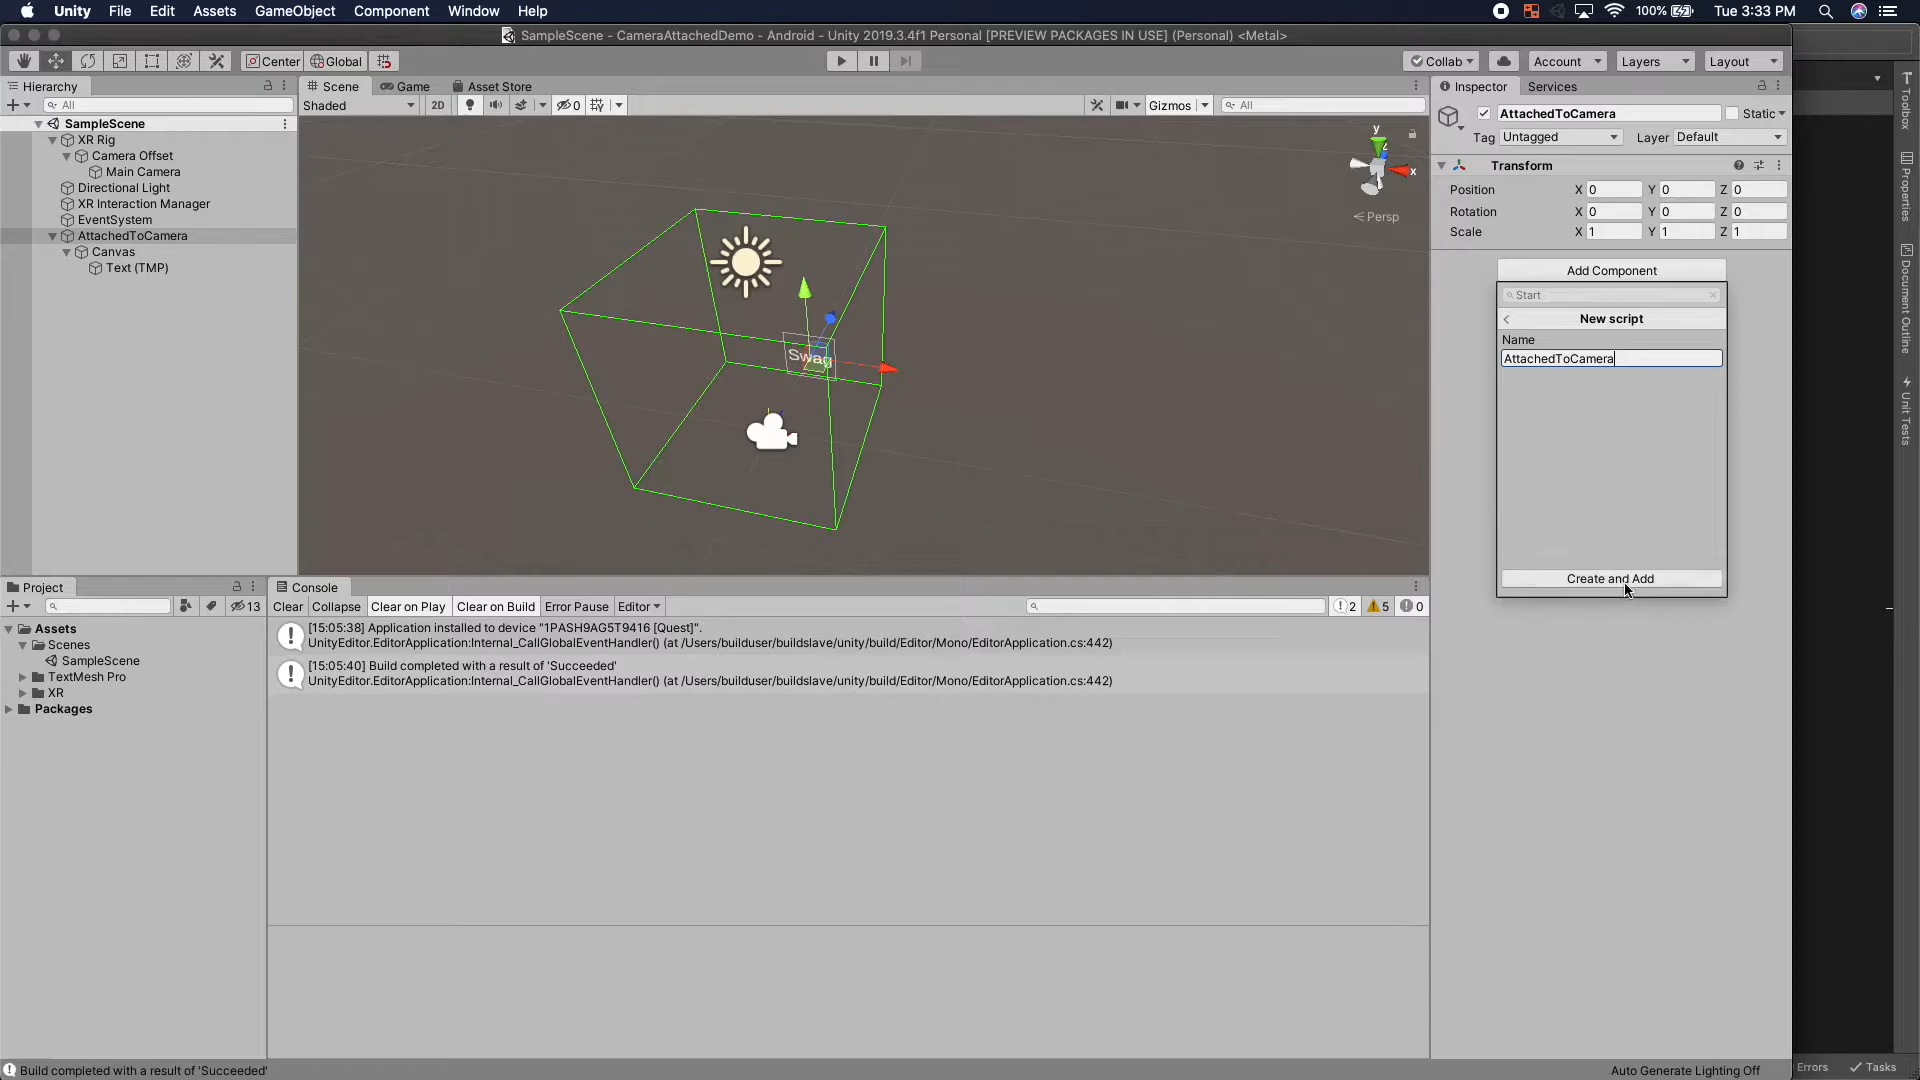 Unity File Edit Assets GameObject Component Window Help 100% Tue 3:33 PM
SampleScene - CameraAttachedDemo - Android - Unity 2019.3.4f1 Personal [PREVIEW PACKAGES IN USE] (Personal) <Metal>
Center Global Collab Account Layers Layout
Hierarchy
All
SampleScene
XR Rig
Camera Offset
Main Camera
Directional Light
XR Interaction Manager
EventSystem
AttachedToCamera
Canvas
Text (TMP)
Scene Game Asset Store
Shaded 2D 0 Gizmos All
y
z
x
Persp
Swag
Inspector Services
AttachedToCamera Static
Tag Untagged Layer Default
Transform
Position X 0 Y 0 Z 0
Rotation X 0 Y 0 Z 0
Scale X 1 Y 1 Z 1
Add Component
Start
New script
Name
AttachedToCamera
Create and Add
Toolbox
Properties
Document Outline
Unit Tests
Project
13
Assets
Scenes
SampleScene
TextMesh Pro
XR
Packages
Console
Clear Collapse Clear on Play Clear on Build Error Pause Editor 2 5 0
[15:05:38] Application installed to device "1PASH9AG5T9416 [Quest]".
UnityEditor.EditorApplication:Internal_CallGlobalEventHandler() (at /Users/builduser/buildslave/unity/build/Editor/Mono/EditorApplication.cs:442)
[15:05:40] Build completed with a result of 'Succeeded'
UnityEditor.EditorApplication:Internal_CallGlobalEventHandler() (at /Users/builduser/buildslave/unity/build/Editor/Mono/EditorApplication.cs:442)
Build completed with a result of 'Succeeded'
Auto Generate Lighting Off
Errors Tasks